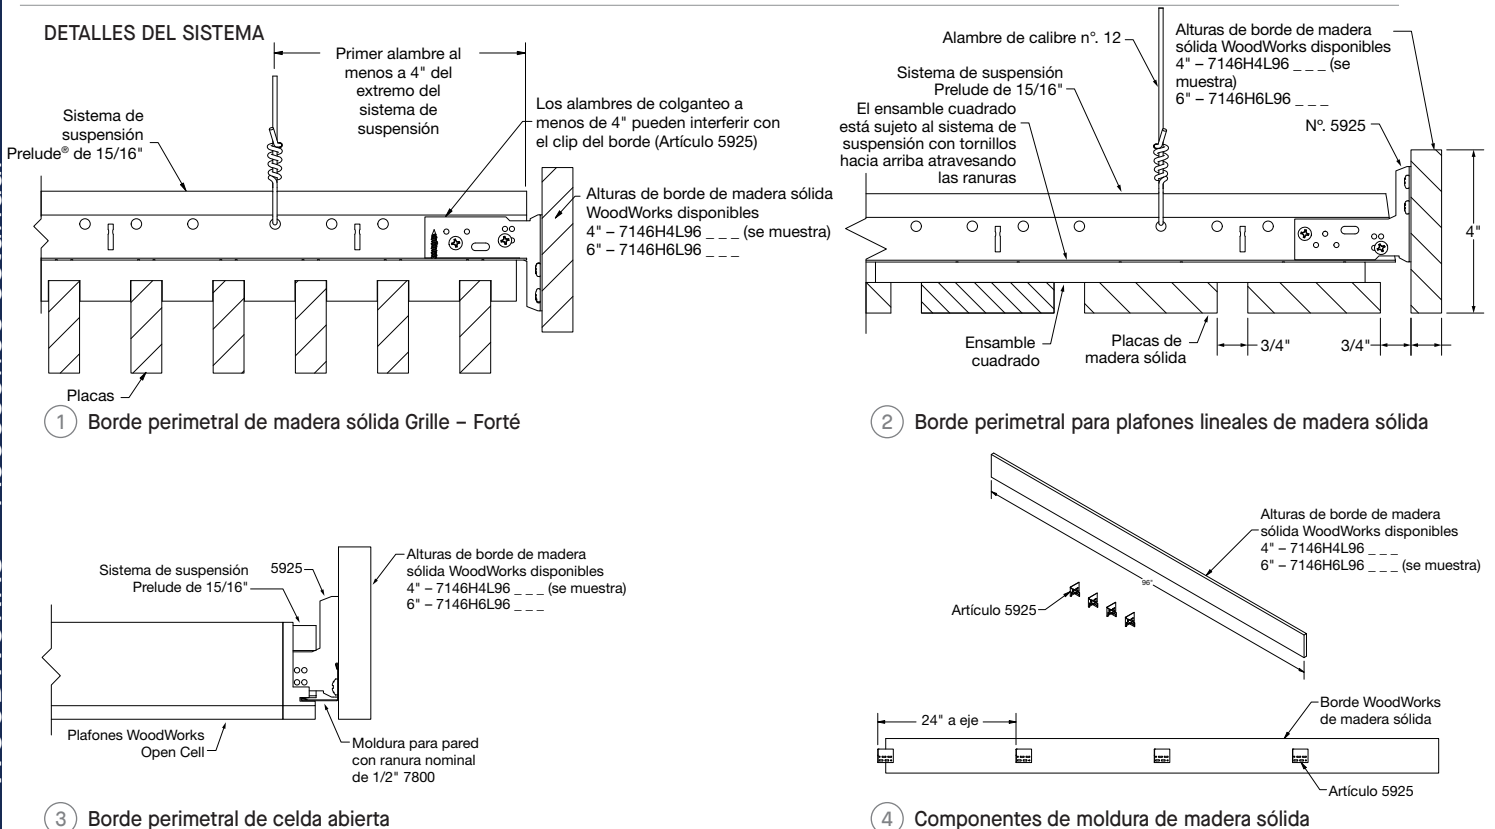 DETALLES DEL SISTEMA
Primer alambre al
menos a 4" del
extremo del
sistema de
suspensión
Sistema de
suspensión
Prelude® de 15/16"
Los alambres de colganteo a
menos de 4" pueden interferir con
el clip del borde (Artículo 5925)
Alturas de borde de madera sólida
WoodWorks disponibles
4" – 7146H4L96 _ _ _ (se muestra)
6" – 7146H6L96 _ _ _
Placas
1 Borde perimetral de madera sólida Grille – Forté
Alambre de calibre n°. 12
Sistema de suspensión
Prelude de 15/16"
El ensamble cuadrado
está sujeto al sistema de
suspensión con tornillos
hacia arriba atravesando
las ranuras
Alturas de borde de madera
sólida WoodWorks disponibles
4" – 7146H4L96 _ _ _ (se
muestra)
6" – 7146H6L96 _ _ _
N°. 5925
4"
Ensamble
cuadrado
Placas de
madera sólida
3/4"
3/4"
2 Borde perimetral para plafones lineales de madera sólida
Sistema de suspensión
Prelude de 15/16"
5925
Alturas de borde de madera
sólida WoodWorks disponibles
4" – 7146H4L96 _ _ _ (se muestra)
6" – 7146H6L96 _ _ _
Plafones WoodWorks
Open Cell
Moldura para pared
con ranura nominal
de 1/2" 7800
3 Borde perimetral de celda abierta
Alturas de borde de madera
sólida WoodWorks disponibles
4" – 7146H4L96 _ _ _
6" – 7146H6L96 _ _ _ (se muestra)
96"
Artículo 5925
24" a eje
Borde WoodWorks
de madera sólida
Artículo 5925
4 Componentes de moldura de madera sólida